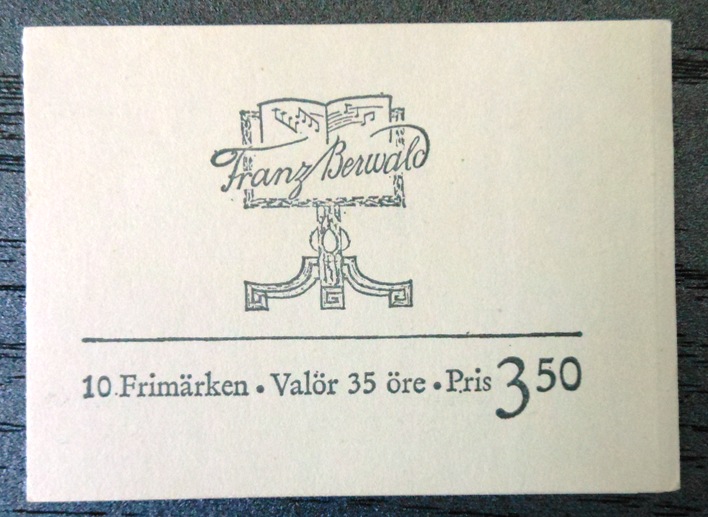 Franz Berwald
10 Frimärken • Valör 35 öre • Pris 3 50